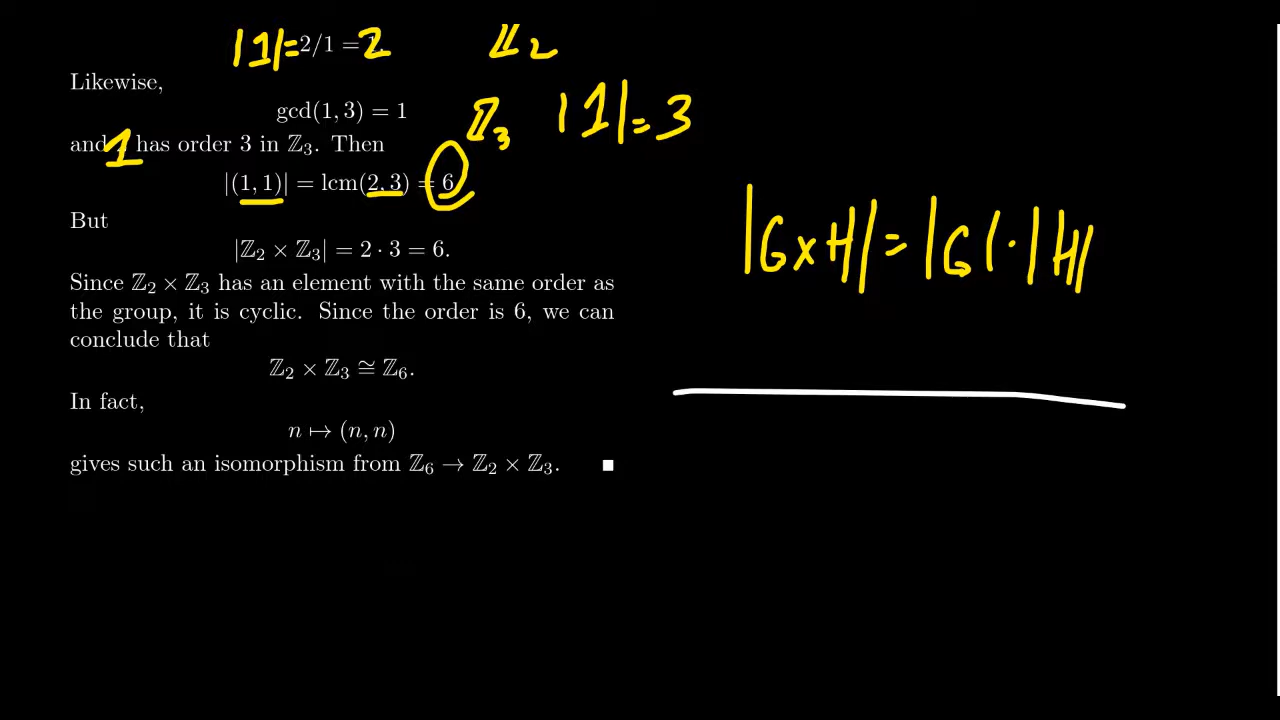 |1|= 2/1 = 2 ℤ₂
Likewise,
gcd(1, 3) = 1
ℤ₃ |1|=3
and 1 has order 3 in ℤ₃. Then
|(1, 1)| = lcm(2, 3) = 6
But
|ℤ₂ × ℤ₃| = 2 · 3 = 6.
|G×H|=|G|·|H|
Since ℤ₂ × ℤ₃ has an element with the same order as
the group, it is cyclic. Since the order is 6, we can
conclude that
ℤ₂ × ℤ₃ ≅ ℤ₆.
In fact,
n ↦ (n, n)
gives such an isomorphism from ℤ₆ → ℤ₂ × ℤ₃. ■